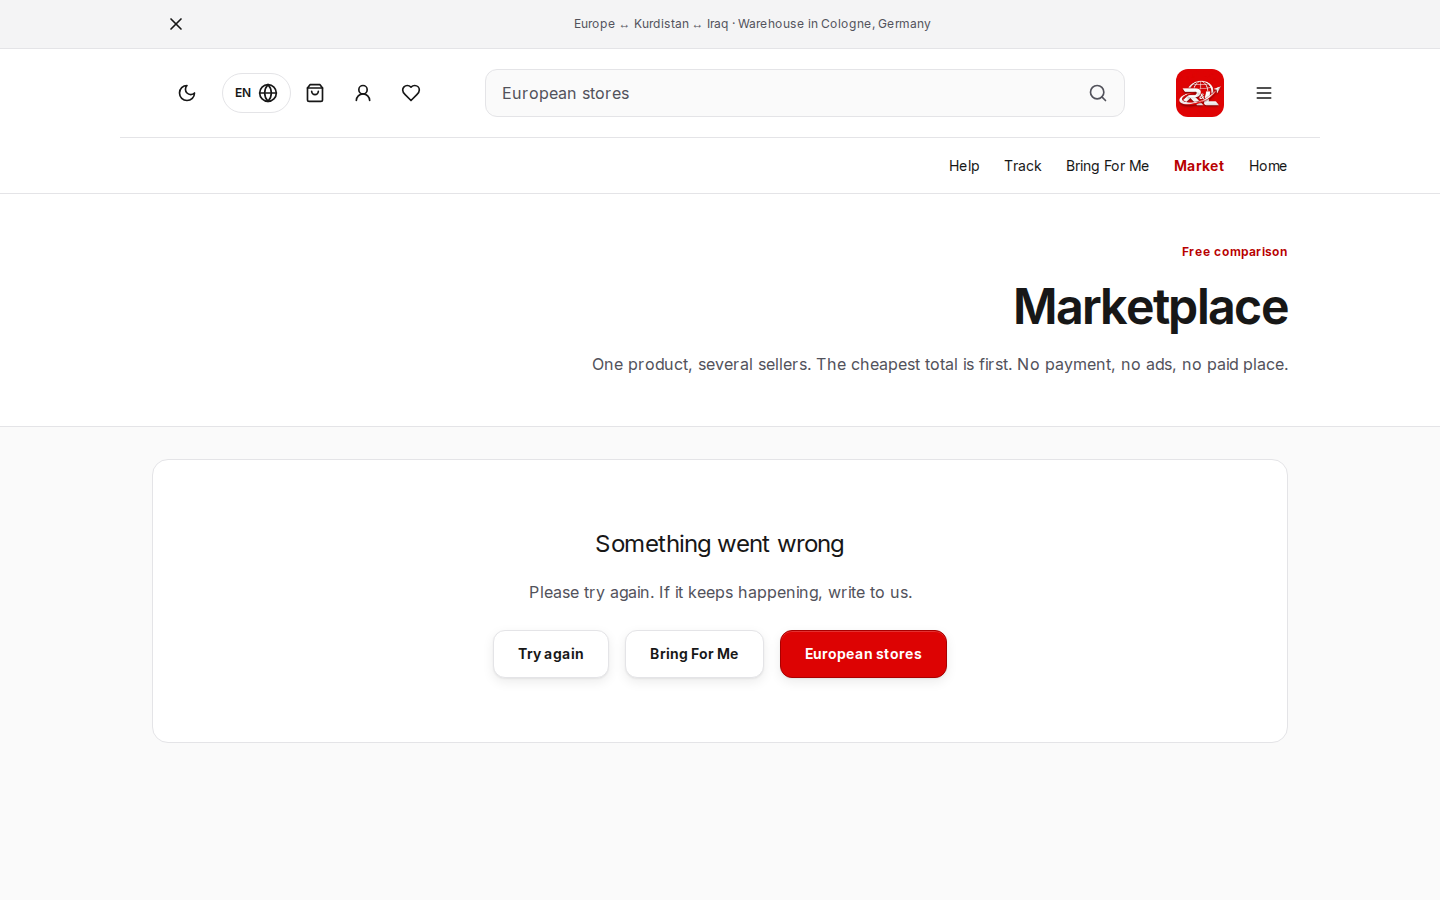 Europe ↔ Kurdistan ↔ Iraq · Warehouse in Cologne, Germany
EN
European stores
R&L
Help
Track
Bring For Me
Market
Home
Free comparison
Marketplace
One product, several sellers. The cheapest total is first. No payment, no ads, no paid place.
Something went wrong
Please try again. If it keeps happening, write to us.
Try again
Bring For Me
European stores